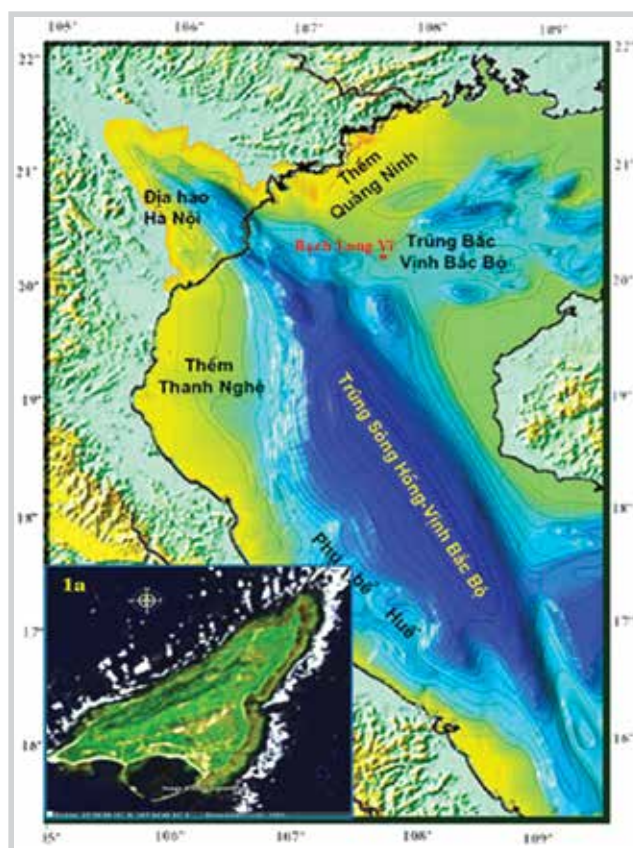 105° 106° 107° 108° 109°
22° 22°
21° 21°
Thềm
Quảng Ninh
Địa hào
Hà Nội
Bạch Long Vĩ
Trũng Bắc
Vịnh Bắc Bộ
20° 20°
Thềm
Thanh Nghệ
19° 19°
Trũng Sông Hồng-Vịnh Bắc Bộ
18° 18°
Huế
1a
17° 17°
16° 16°
05° 106° 107° 108° 109°